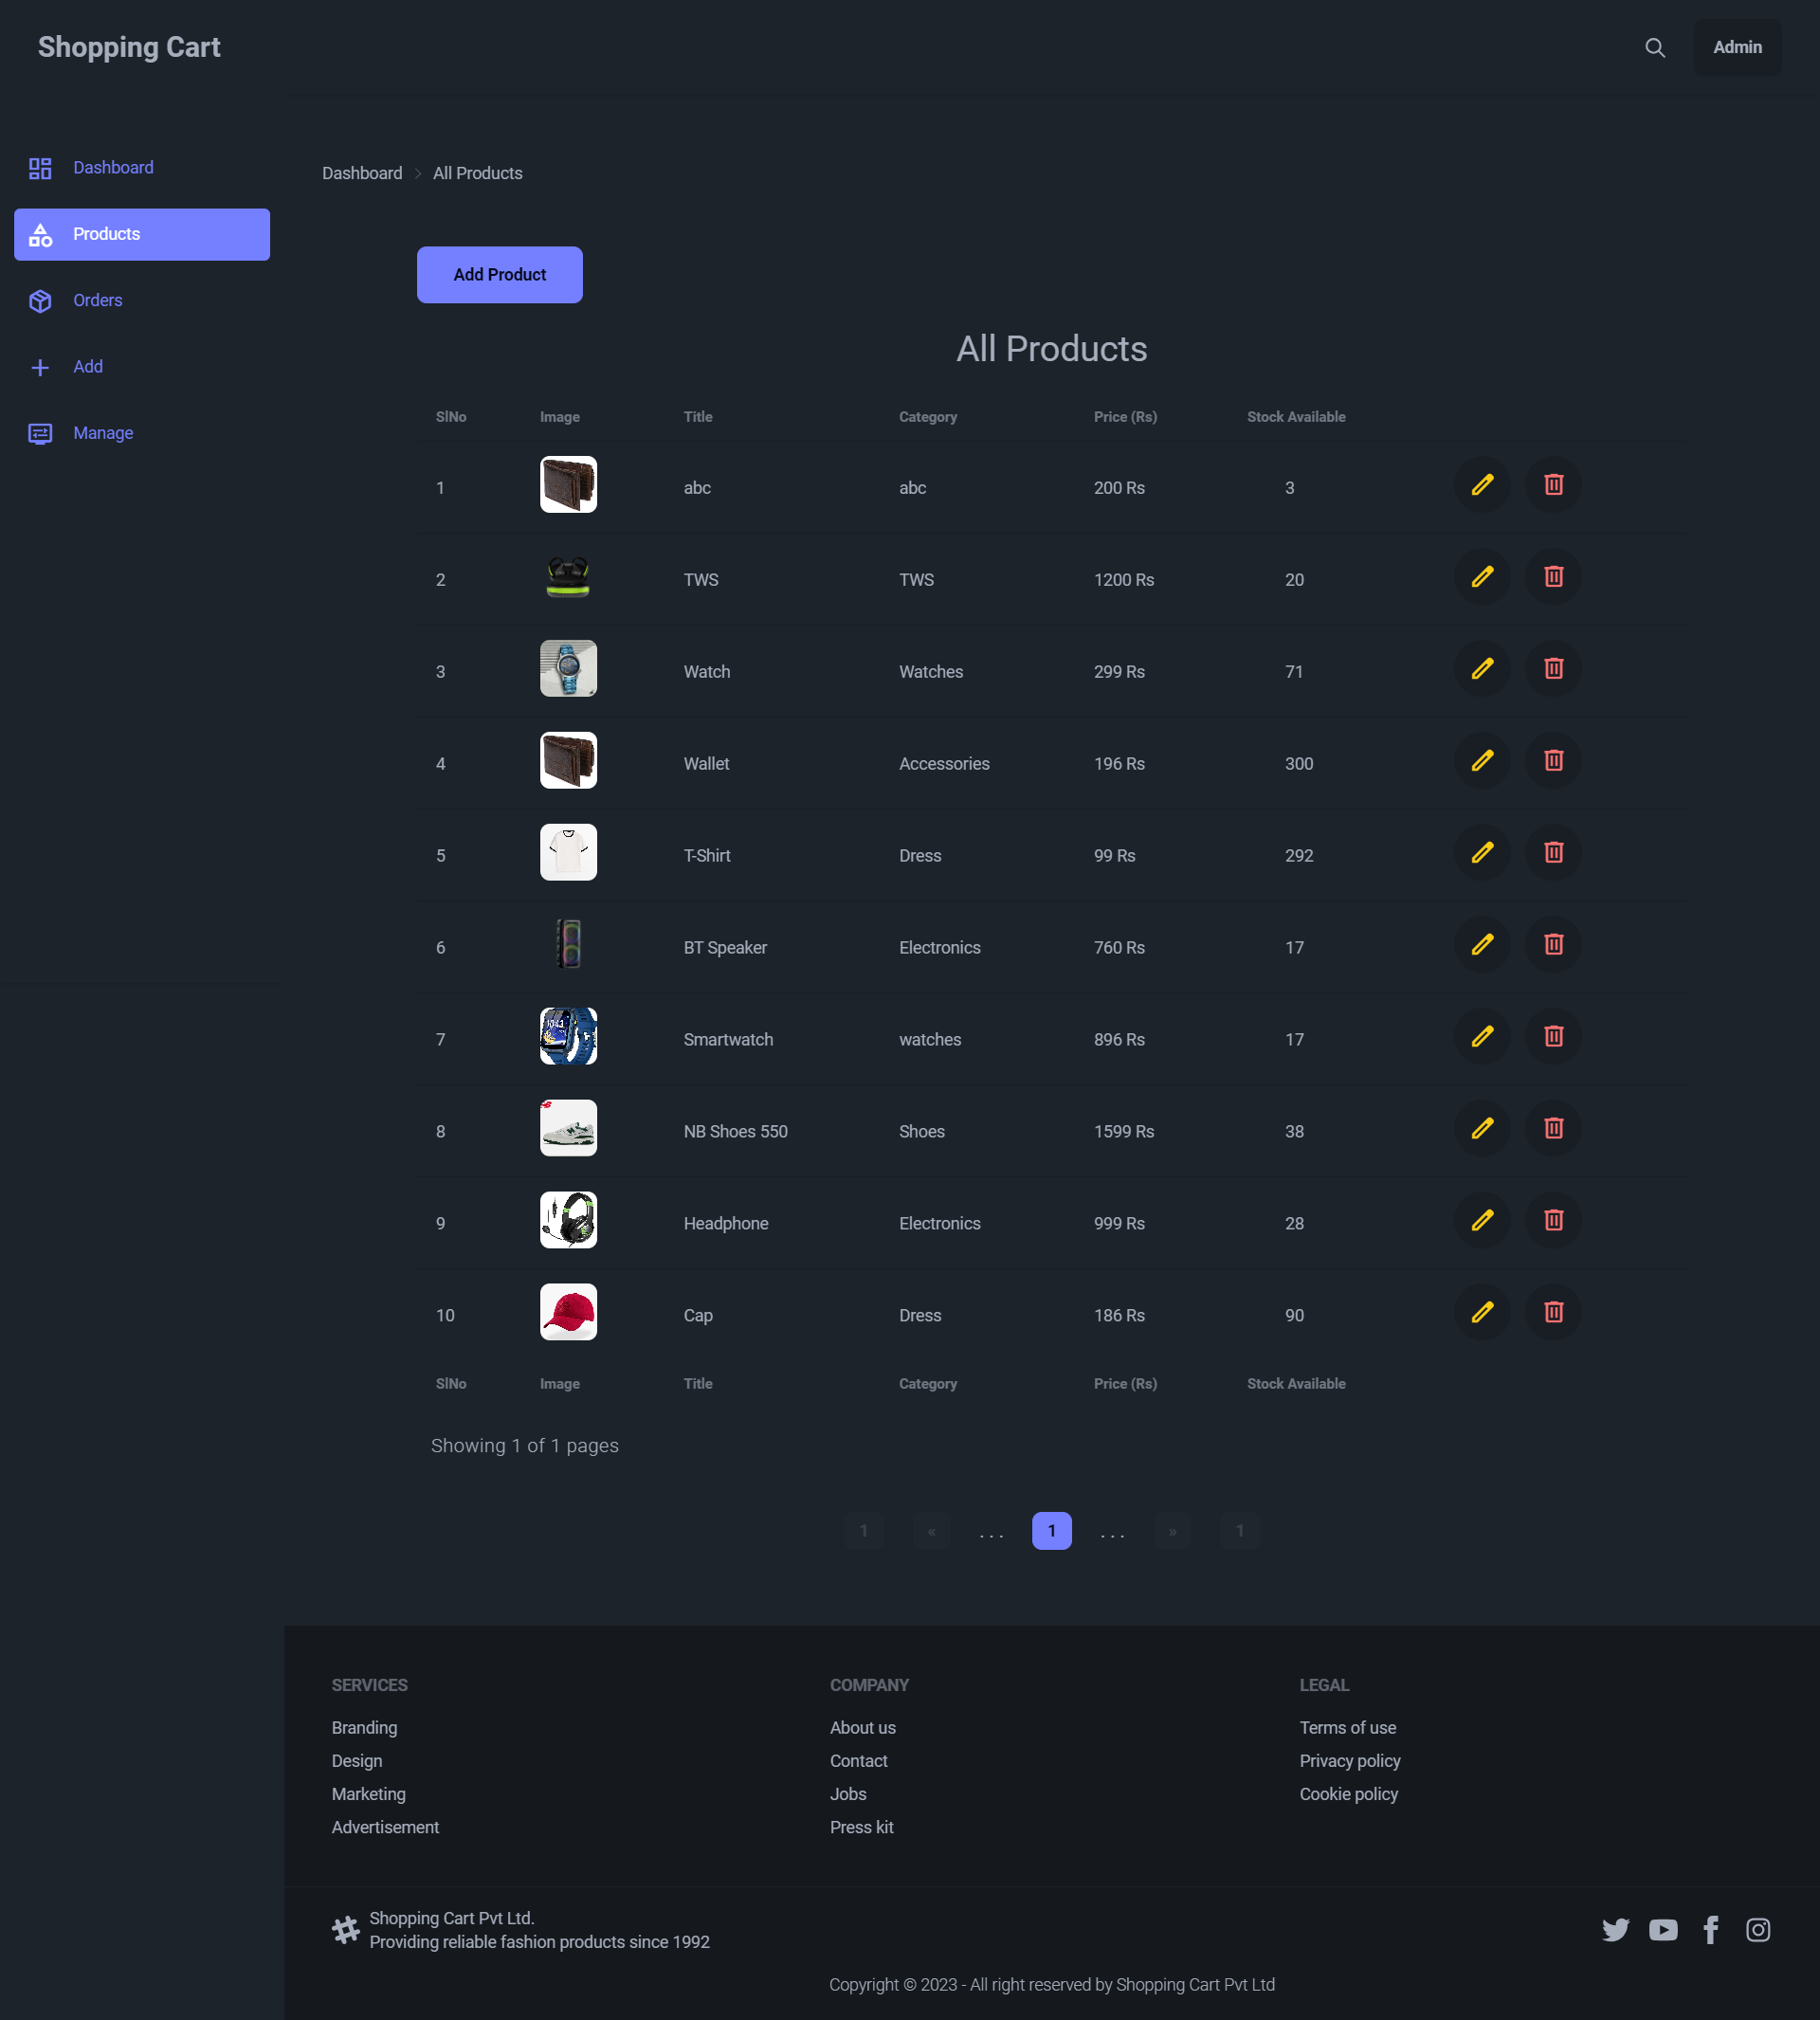 Shopping Cart
Admin
Dashboard
Products
Orders
Add
Manage
Dashboard > All Products
Add Product
All Products
SlNo Image Title Category Price (Rs) Stock Available
1 abc abc 200 Rs 3
2 TWS TWS 1200 Rs 20
3 Watch Watches 299 Rs 71
4 Wallet Accessories 196 Rs 300
5 T-Shirt Dress 99 Rs 292
6 BT Speaker Electronics 760 Rs 17
7 Smartwatch watches 896 Rs 17
8 NB Shoes 550 Shoes 1599 Rs 38
9 Headphone Electronics 999 Rs 28
10 Cap Dress 186 Rs 90
SlNo Image Title Category Price (Rs) Stock Available
Showing 1 of 1 pages
1 « ... 1 ... » 1
SERVICES
Branding
Design
Marketing
Advertisement
COMPANY
About us
Contact
Jobs
Press kit
LEGAL
Terms of use
Privacy policy
Cookie policy
Shopping Cart Pvt Ltd.
Providing reliable fashion products since 1992
Copyright © 2023 - All right reserved by Shopping Cart Pvt Ltd